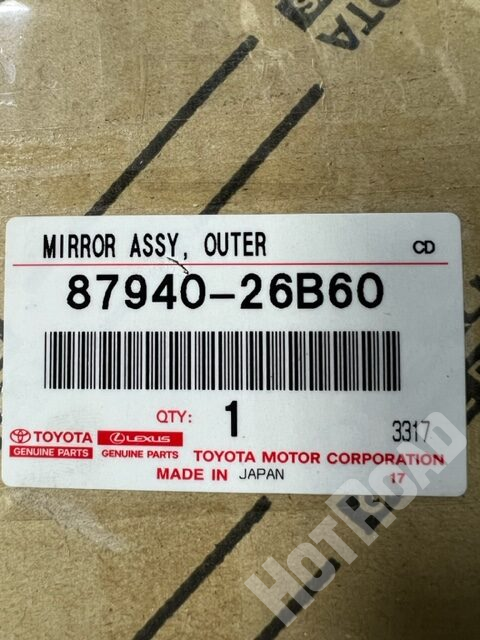 TOYOTA
MIRROR ASSY, OUTER
CD
87940-26B60
QTY: 1
3317
TOYOTA
GENUINE PARTS
LEXUS
GENUINE PARTS
TOYOTA MOTOR CORPORATION
MADE IN JAPAN
17
HOTROAD